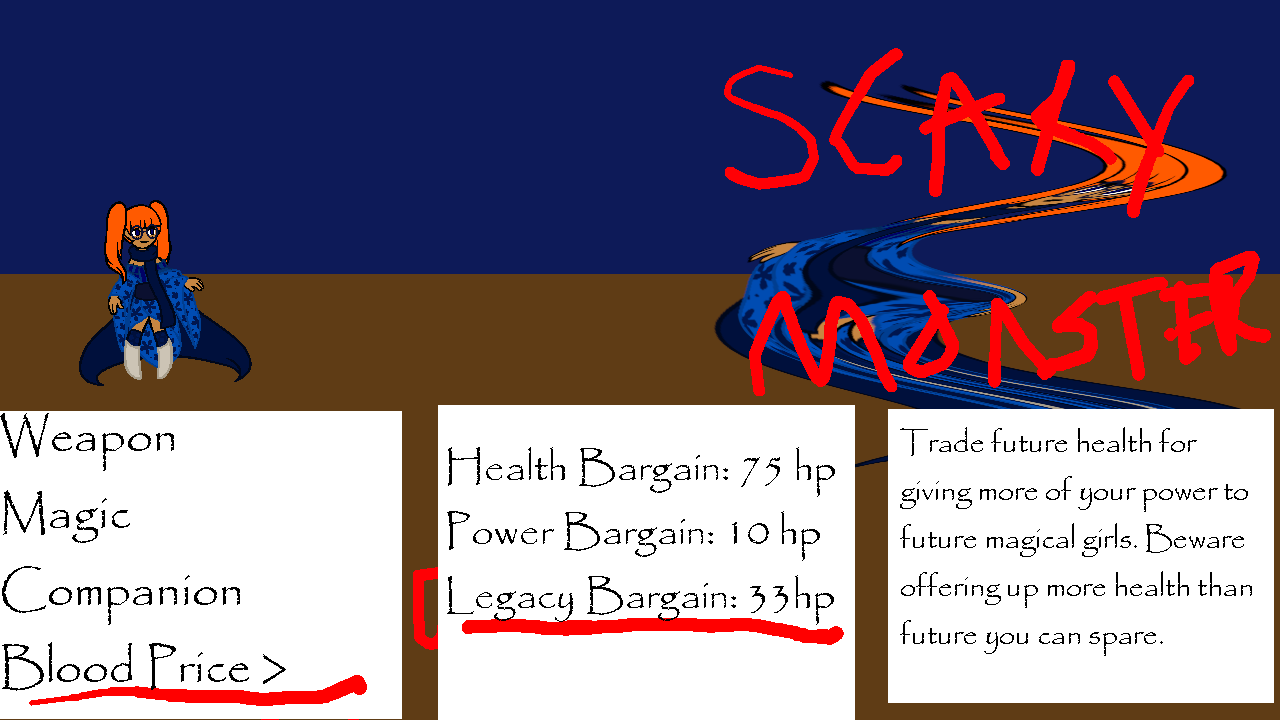 SCARY
MONSTER
Weapon
Magic
Companion
Blood Price >
Health Bargain: 75 hp
Power Bargain: 10 hp
Legacy Bargain: 33hp
Trade future health for
giving more of your power to
future magical girls. Beware
offering up more health than
future you can spare.